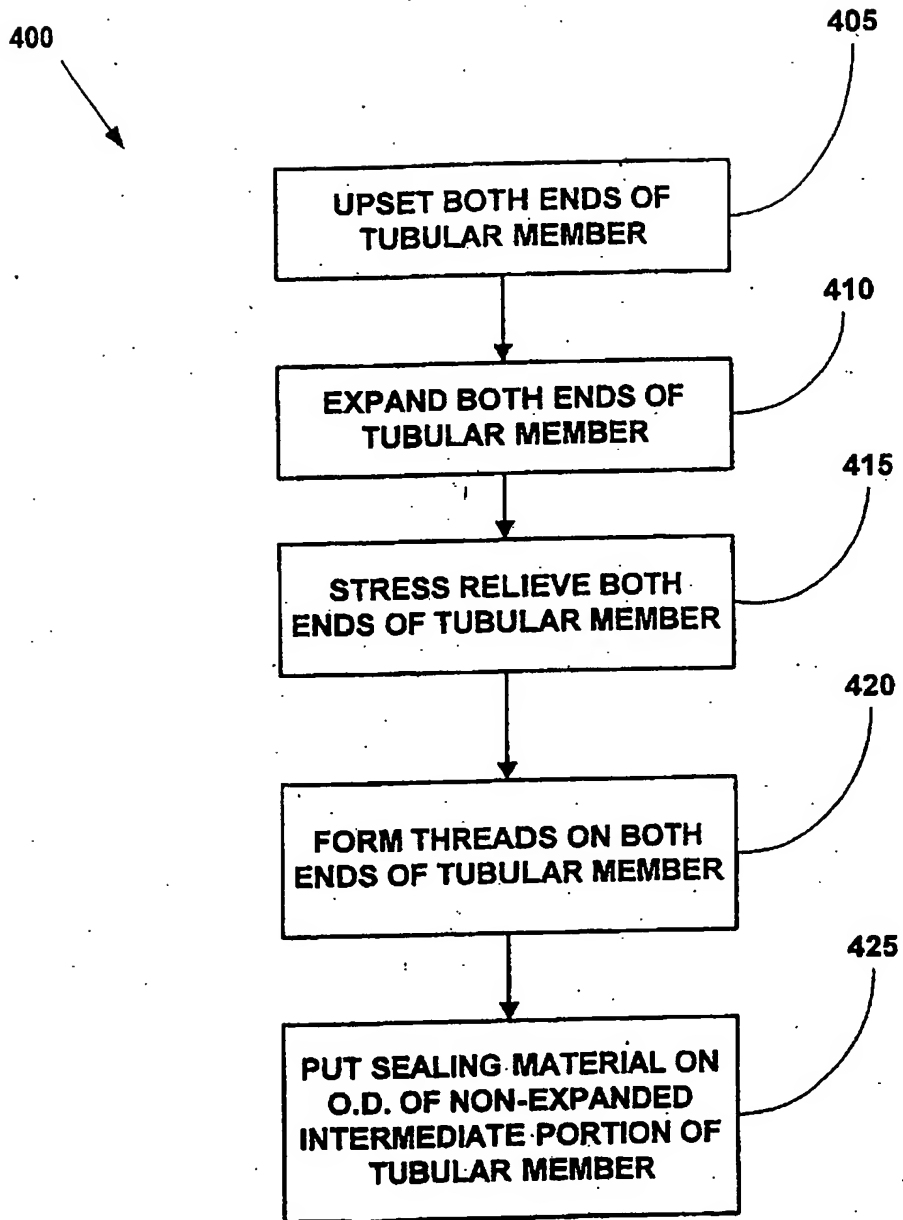 400
405
UPSET BOTH ENDS OF
TUBULAR MEMBER
410
EXPAND BOTH ENDS OF
TUBULAR MEMBER
415
STRESS RELIEVE BOTH
ENDS OF TUBULAR MEMBER
420
FORM THREADS ON BOTH
ENDS OF TUBULAR MEMBER
425
PUT SEALING MATERIAL ON
O.D. OF NON-EXPANDED
INTERMEDIATE PORTION OF
TUBULAR MEMBER